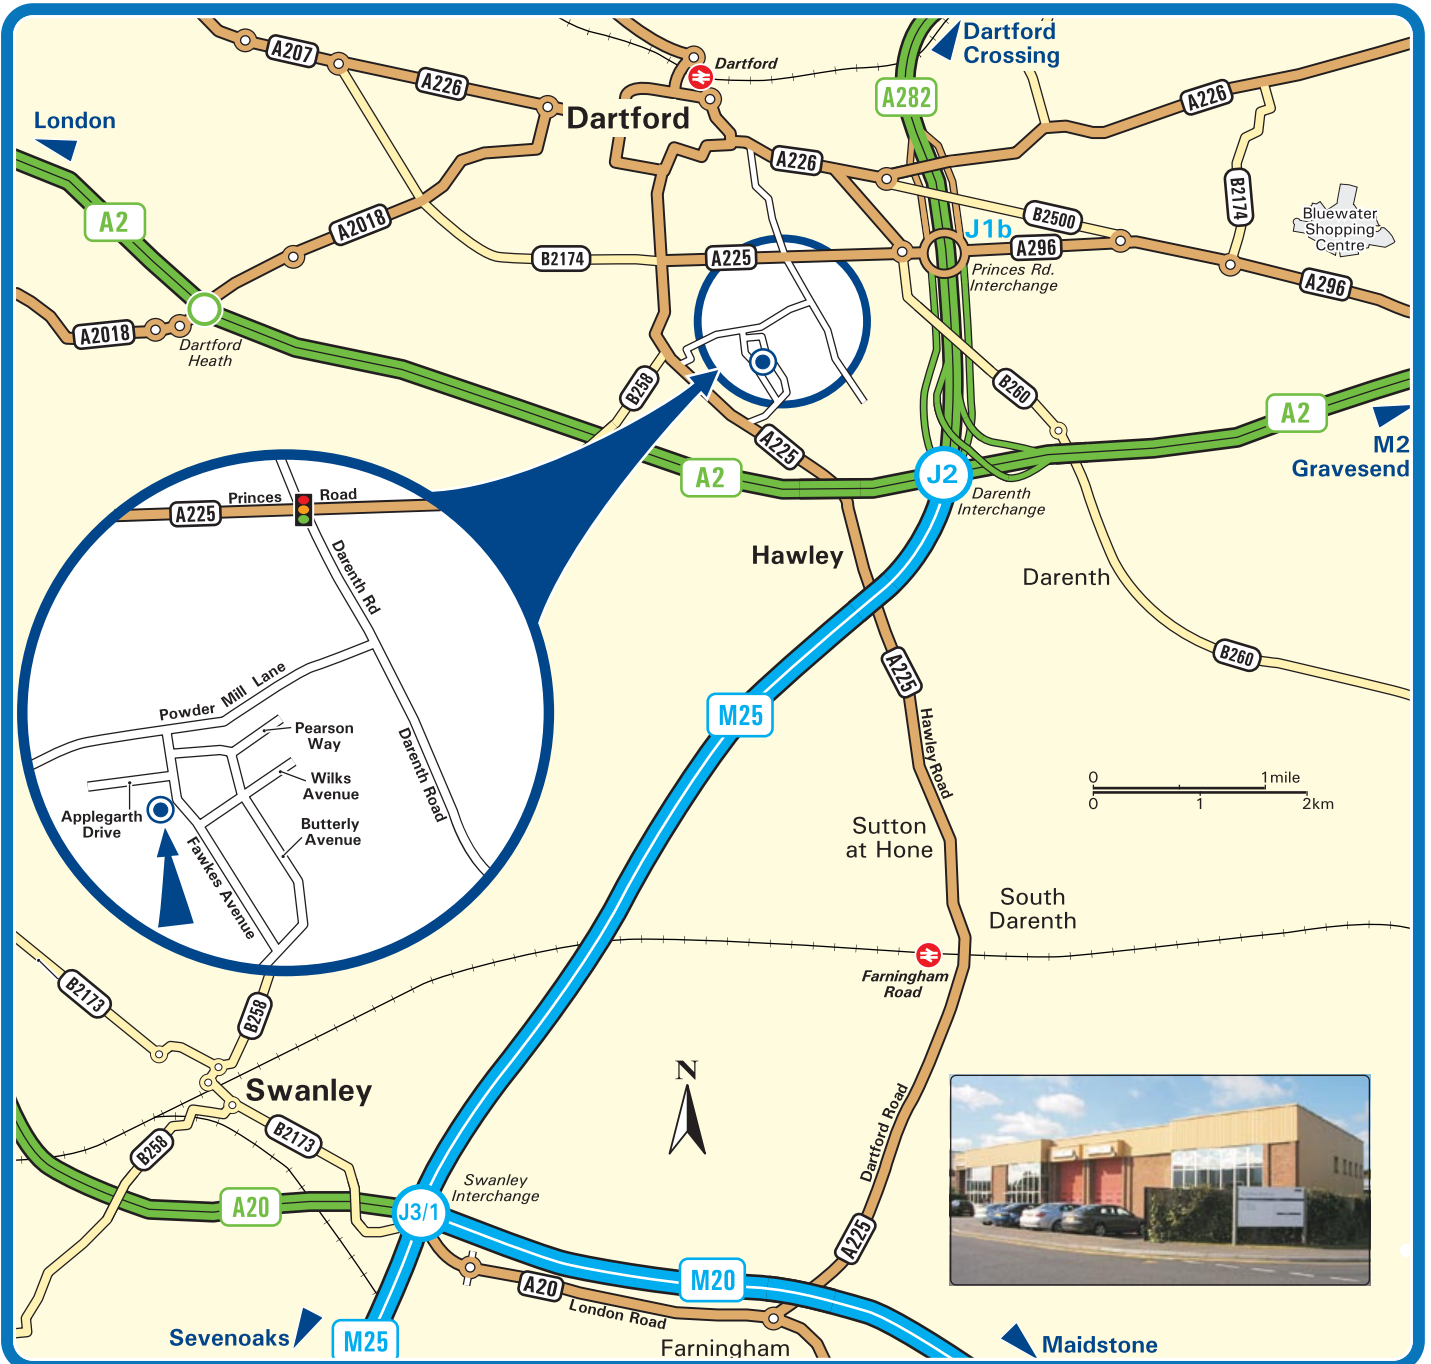 Dartford
Crossing
A207
A226
Dartford
A282
A226
London
Dartford
A226
A2
A2018
B2174
B2500
Bluewater
Shopping
Centre
J1b
A225
B2174
A296
Princes Rd.
Interchange
A296
A2018
Dartford
Heath
B258
B260
A2
M2
Gravesend
A225
A2
J2
Darenth
Interchange
Princes
Road
A225
Hawley
Darenth Rd
Darenth
B260
A225
Powder Mill Lane
M25
Hawley Road
Pearson
Way
Darenth Road
Wilks
Avenue
0
1mile
0
1
2km
Applegarth
Drive
Butterly
Avenue
Sutton
at Hone
Fawkes Avenue
South
Darenth
Farningham
Road
B2173
B258
N
Swanley
B2173
B258
Dartford Road
Swanley
Interchange
A20
J3/1
A225
M20
A20
London Road
Sevenoaks
M25
Farningham
Maidstone